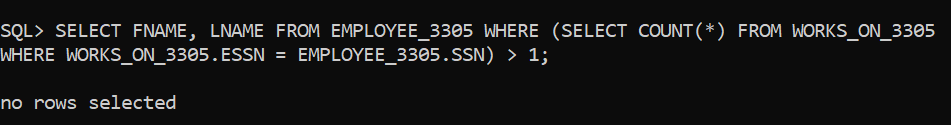 SQL> SELECT FNAME, LNAME FROM EMPLOYEE_3305 WHERE (SELECT COUNT(*) FROM WORKS_ON_3305
WHERE WORKS_ON_3305.ESSN = EMPLOYEE_3305.SSN) > 1;
no rows selected